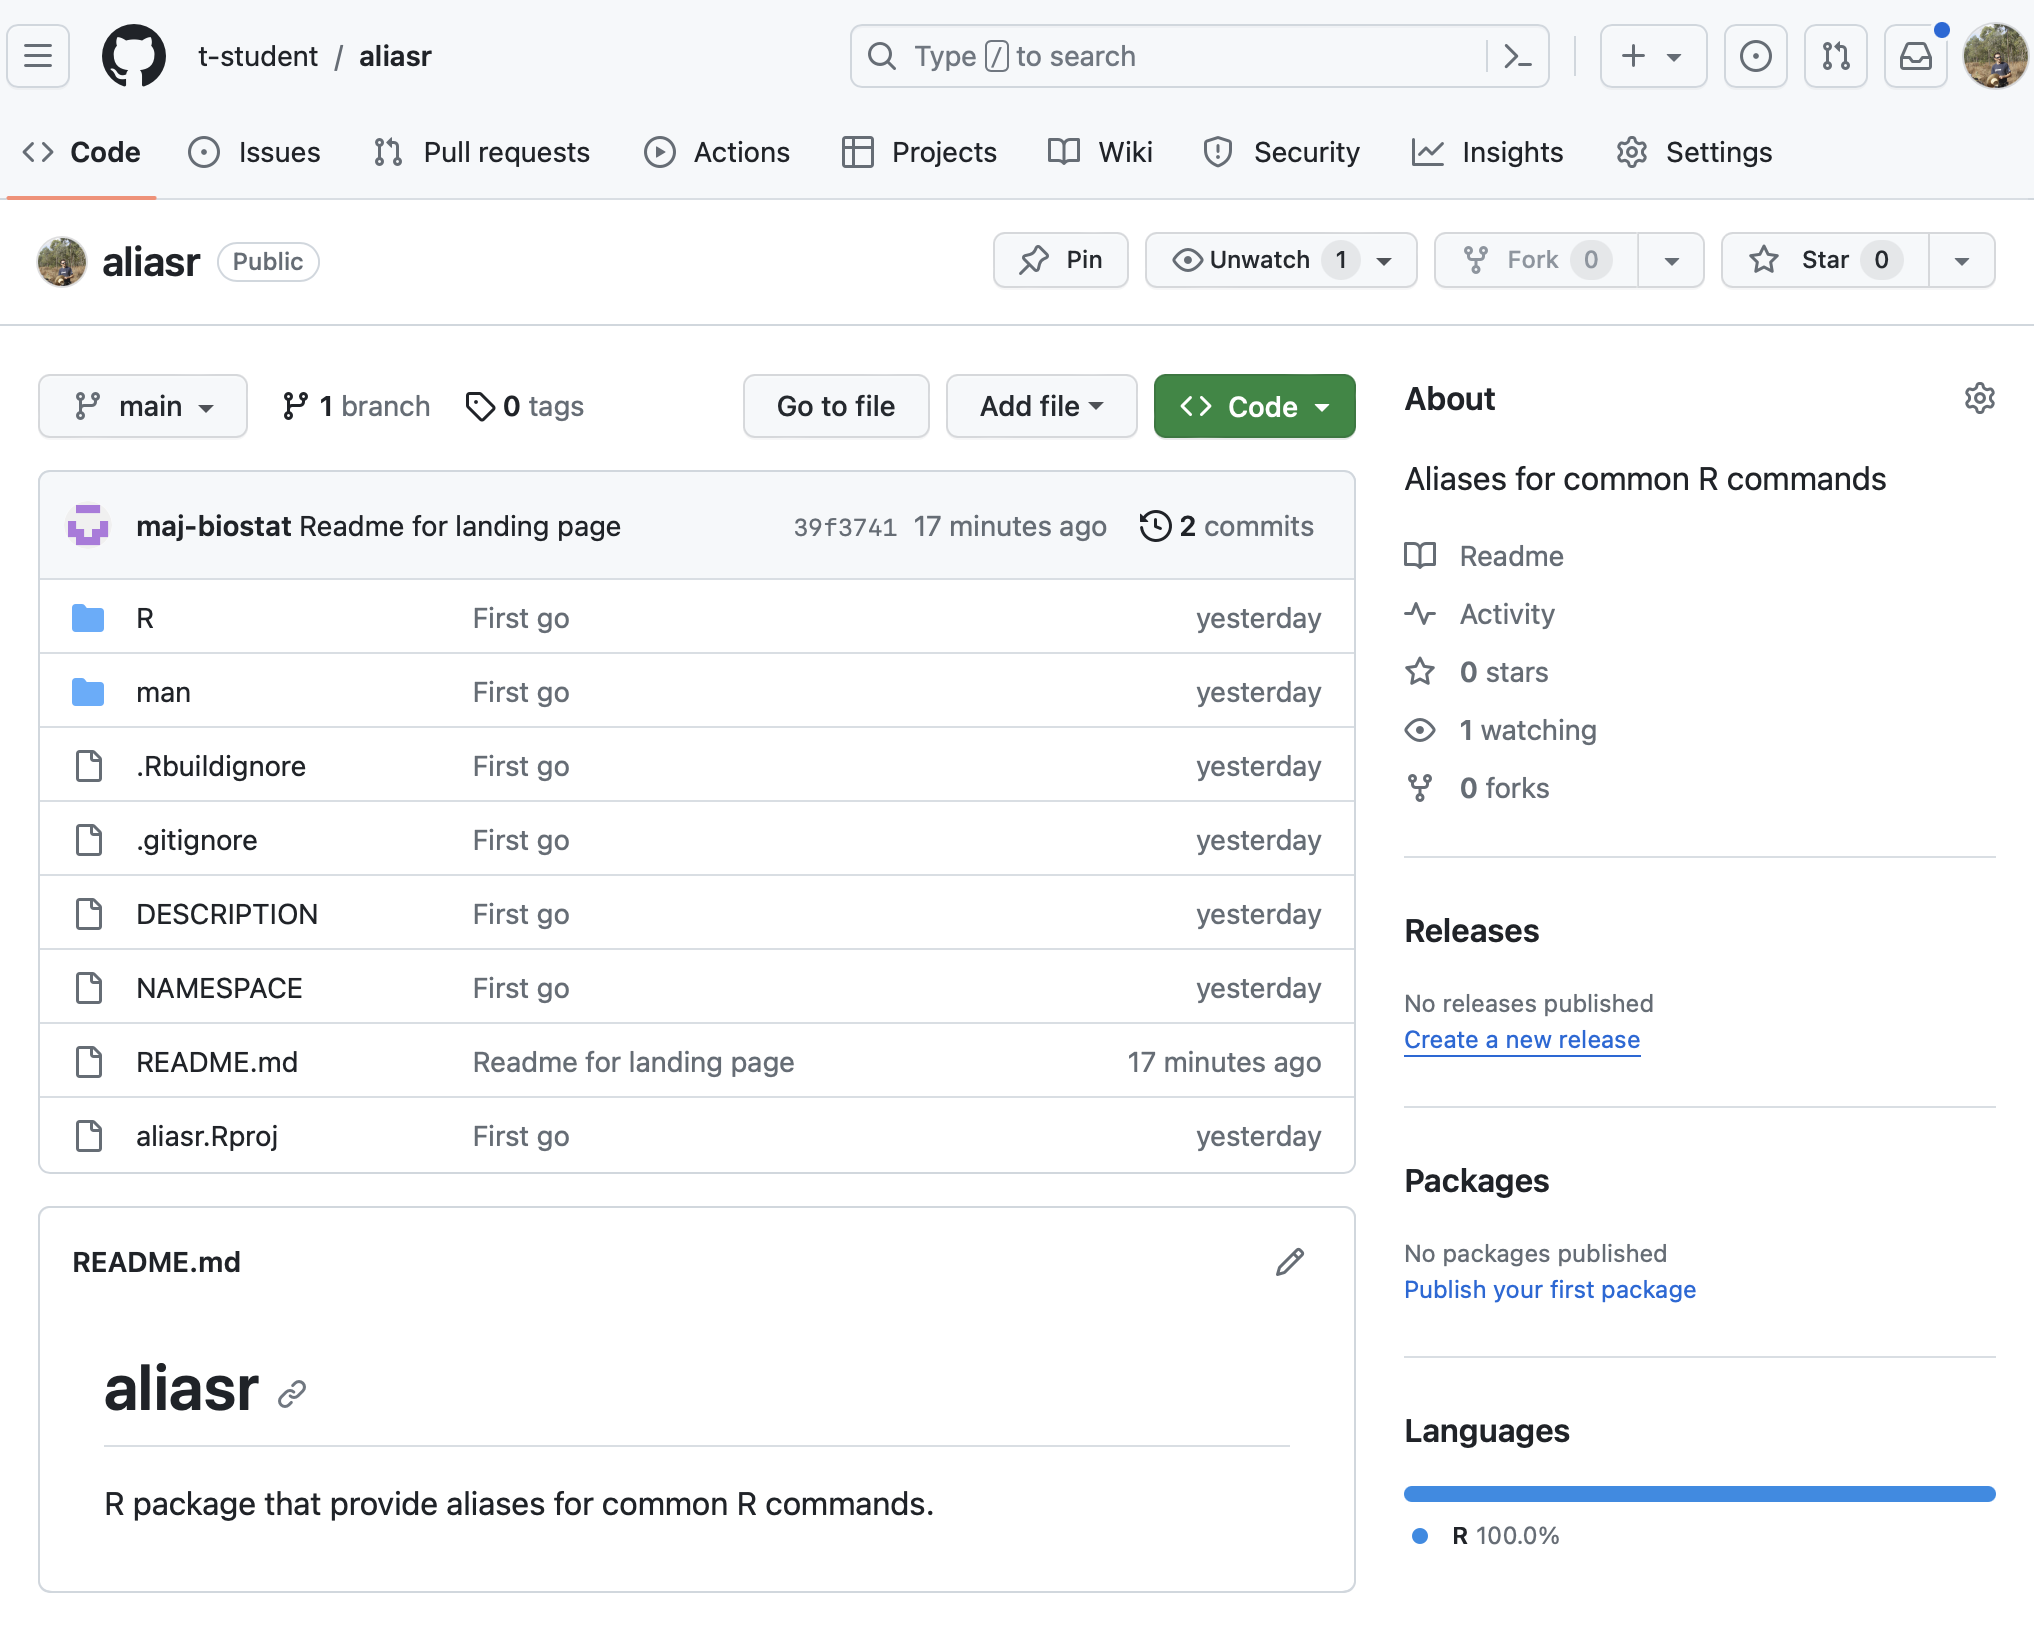 t-student / aliasr
Type / to search
Code Issues Pull requests Actions Projects Wiki Security Insights Settings
aliasr Public
Pin Unwatch 1 Fork 0 Star 0
main 1 branch 0 tags Go to file Add file Code
maj-biostat Readme for landing page 39f3741 17 minutes ago 2 commits
R First go yesterday
man First go yesterday
.Rbuildignore First go yesterday
.gitignore First go yesterday
DESCRIPTION First go yesterday
NAMESPACE First go yesterday
README.md Readme for landing page 17 minutes ago
aliasr.Rproj First go yesterday
README.md
aliasr
R package that provide aliases for common R commands.
About
Aliases for common R commands
Readme
Activity
0 stars
1 watching
0 forks
Releases
No releases published
Create a new release
Packages
No packages published
Publish your first package
Languages
R 100.0%